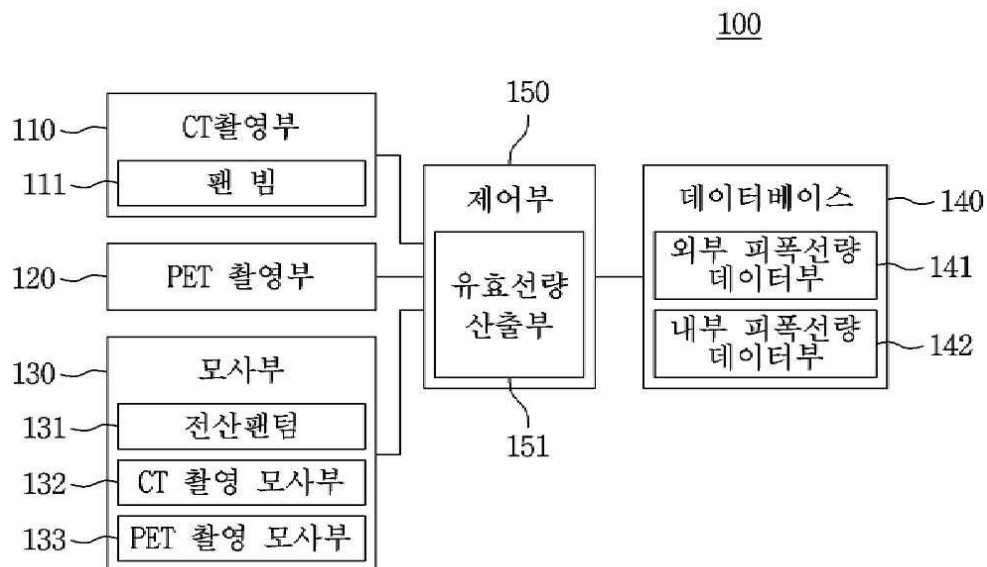 100
110
CT촬영부
111
팬 빔
120
PET 촬영부
130
모사부
131
전산팬텀
132
CT 촬영 모사부
133
PET 촬영 모사부
150
제어부
유효선량
산출부
151
데이터베이스
140
외부 피폭선량
데이터부
141
내부 피폭선량
데이터부
142